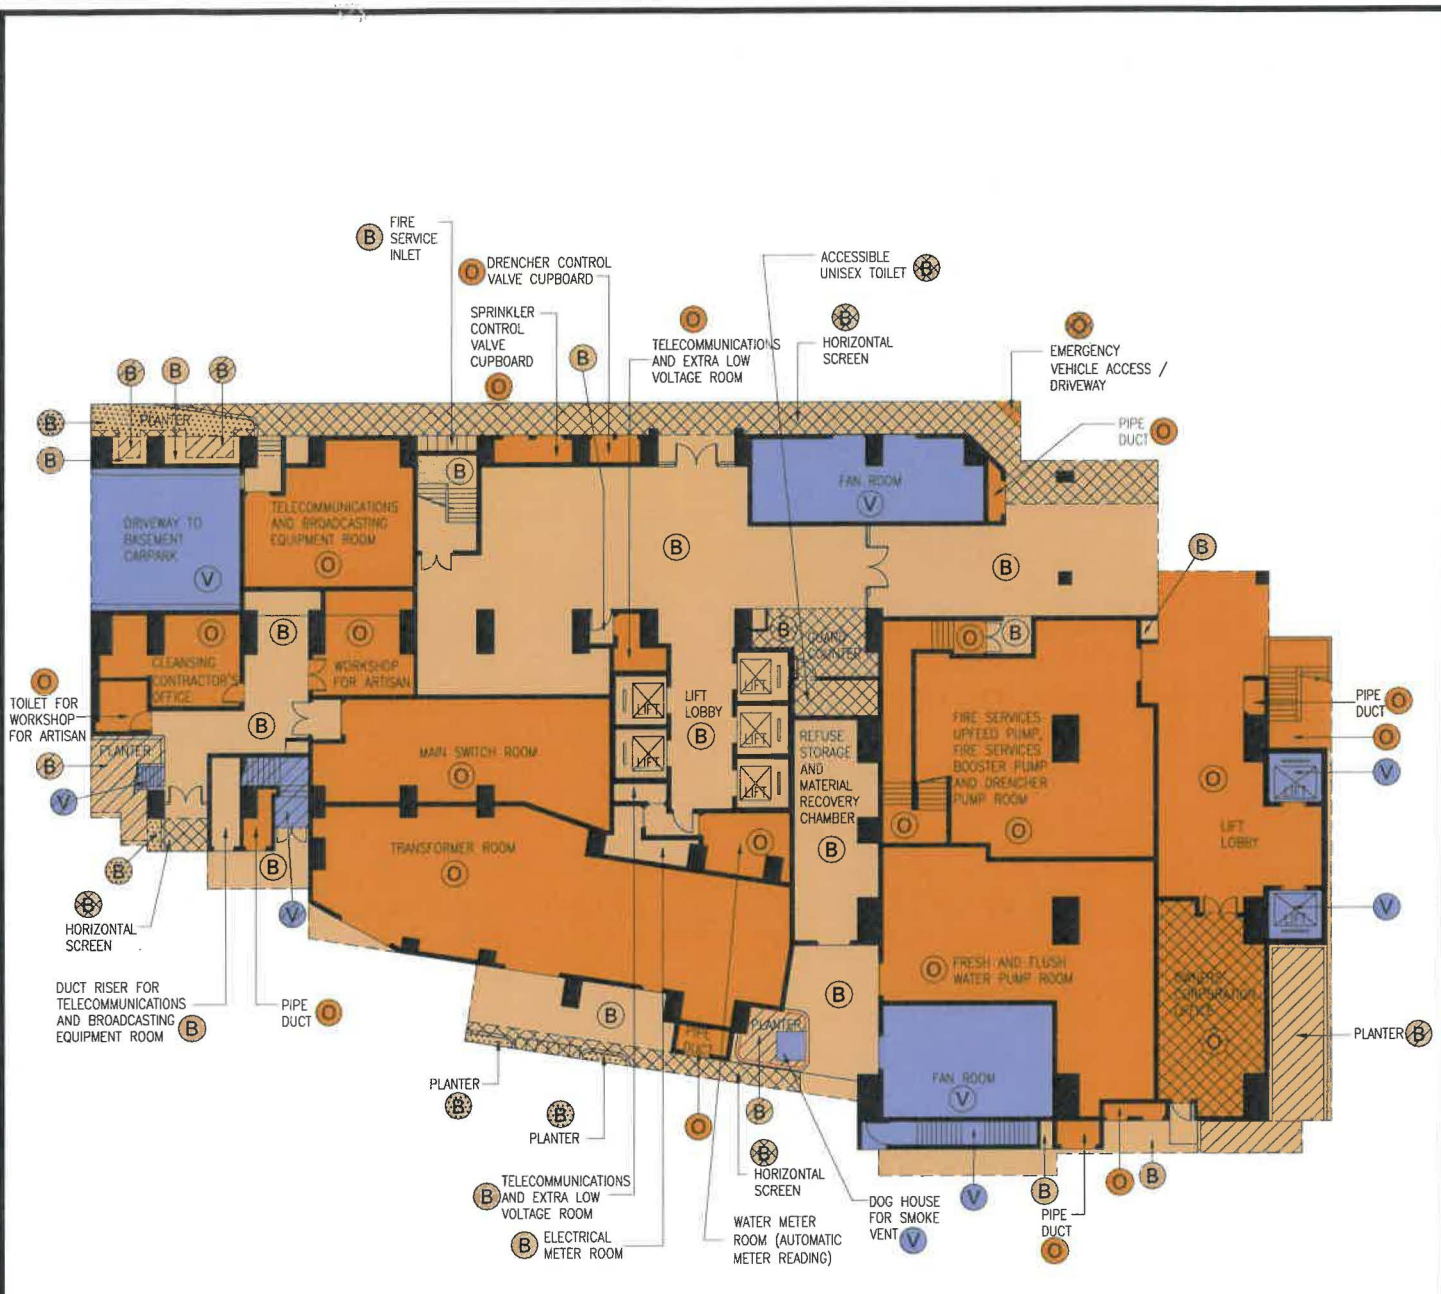 FIRE
SERVICE
INLET
B
DRENCHER CONTROL
VALVE CUPBOARD
O
SPRINKLER
CONTROL
VALVE
CUPBOARD
O
B
O
TELECOMMUNICATIONS
AND EXTRA LOW
VOLTAGE ROOM
ACCESSIBLE
UNISEX TOILET
B
B
HORIZONTAL
SCREEN
O
EMERGENCY
VEHICLE ACCESS /
DRIVEWAY
PIPE
DUCT
O
B
B
B
B
B
PLANTER
DRIVEWAY TO
BASEMENT
CARPARK
V
TELECOMMUNICATIONS
AND BROADCASTING
EQUIPMENT ROOM
O
B
B
FAN ROOM
V
B
B
O
CLEANSING
CONTRACTOR'S
OFFICE
B
O
WORKSHOP
FOR ARTISAN
B
GUARD
COUNTER
O
B
O
TOILET FOR
WORKSHOP
FOR ARTISAN
PLANTER
B
V
B
MAIN SWITCH ROOM
O
LIFT
LIFT
LIFT
LOBBY
B
LIFT
LIFT
LIFT
REFUSE
STORAGE
AND
MATERIAL
RECOVERY
CHAMBER
B
FIRE SERVICES
UPFEED PUMP,
FIRE SERVICES
BOOSTER PUMP
AND DRENCHER
PUMP ROOM
O
O
O
LIFT
LOBBY
PIPE
DUCT
O
O
V
LIFT
V
TRANSFORMER ROOM
O
O
B
B
V
B
HORIZONTAL
SCREEN
DUCT RISER FOR
TELECOMMUNICATIONS
AND BROADCASTING
EQUIPMENT ROOM
B
PIPE
DUCT
O
B
PIPE
DUCT
PLANTER
B
O
FRESH AND FLUSH
WATER PUMP ROOM
OWNERS'
CORPORATION
OFFICE
O
PLANTER
B
FAN ROOM
V
PLANTER
B
B
PLANTER
O
B
B
HORIZONTAL
SCREEN
B
TELECOMMUNICATIONS
AND EXTRA LOW
VOLTAGE ROOM
B
ELECTRICAL
METER ROOM
WATER METER
ROOM (AUTOMATIC
METER READING)
DOG HOUSE
FOR SMOKE
VENT
V
V
B
PIPE
DUCT
O
O
B